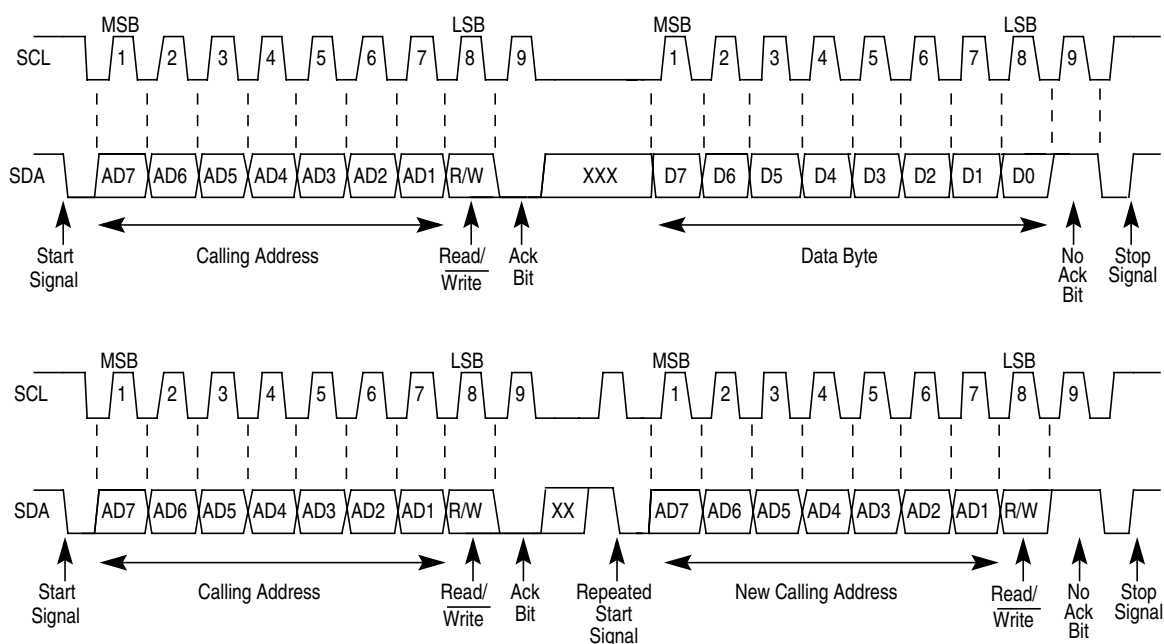 MSB LSB MSB LSB
SCL 1 2 3 4 5 6 7 8 9 1 2 3 4 5 6 7 8 9
SDA AD7 AD6 AD5 AD4 AD3 AD2 AD1 R/W XXX D7 D6 D5 D4 D3 D2 D1 D0
Start Signal
Calling Address
Read/ Write
Ack Bit
Data Byte
No Ack Bit
Stop Signal
MSB LSB MSB LSB
SCL 1 2 3 4 5 6 7 8 9 1 2 3 4 5 6 7 8 9
SDA AD7 AD6 AD5 AD4 AD3 AD2 AD1 R/W XX AD7 AD6 AD5 AD4 AD3 AD2 AD1 R/W
Start Signal
Calling Address
Read/ Write
Ack Bit
Repeated Start Signal
New Calling Address
Read/ Write
No Ack Bit
Stop Signal